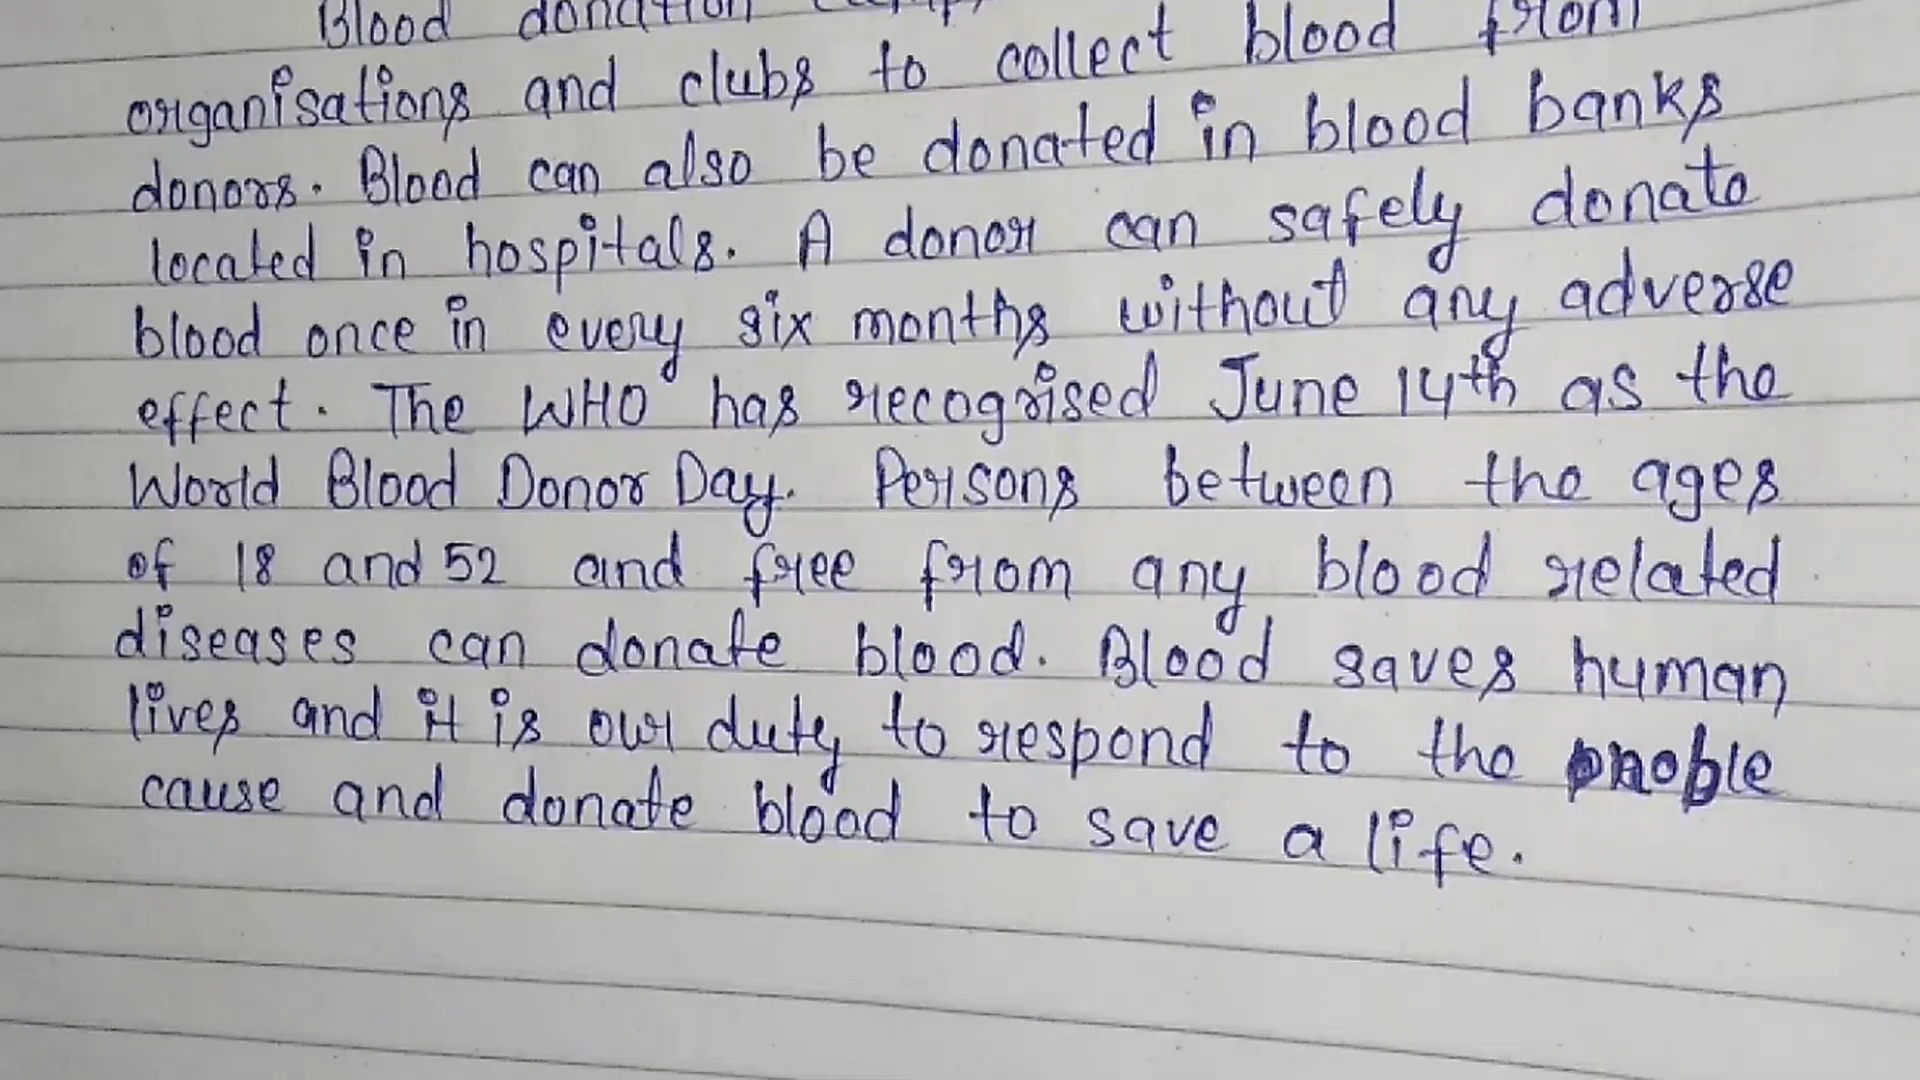 Blood donation
organisations and clubs to collect blood from
donors. Blood can also be donated in blood banks
located in hospitals. A donor can safely donate
blood once in every six months without any adverse
effect. The WHO has recogrised June 14th as the
World Blood Donor Day. Persons between the ages
of 18 and 52 and free from any blood related
diseases can donate blood. Blood saves human
lives and it is our duty to respond to the noble
cause and donate blood to save a life.